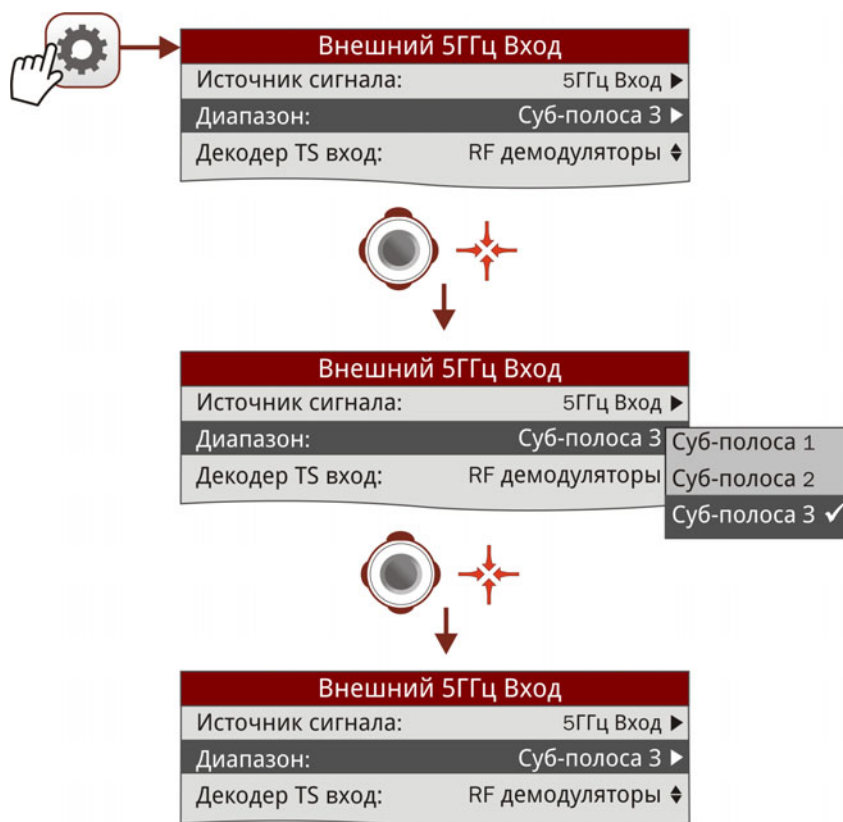 Внешний 5ГГц Вход
Источник сигнала: 5ГГц Вход ▶
Диапазон: Суб-полоса 3 ▶
Декодер TS вход: RF демодуляторы
Внешний 5ГГц Вход
Источник сигнала: 5ГГц Вход ▶
Диапазон: Суб-полоса 3
Декодер TS вход: RF демодуляторы
Суб-полоса 1
Суб-полоса 2
Суб-полоса 3 ✓
Внешний 5ГГц Вход
Источник сигнала: 5ГГц Вход ▶
Диапазон: Суб-полоса 3 ▶
Декодер TS вход: RF демодуляторы